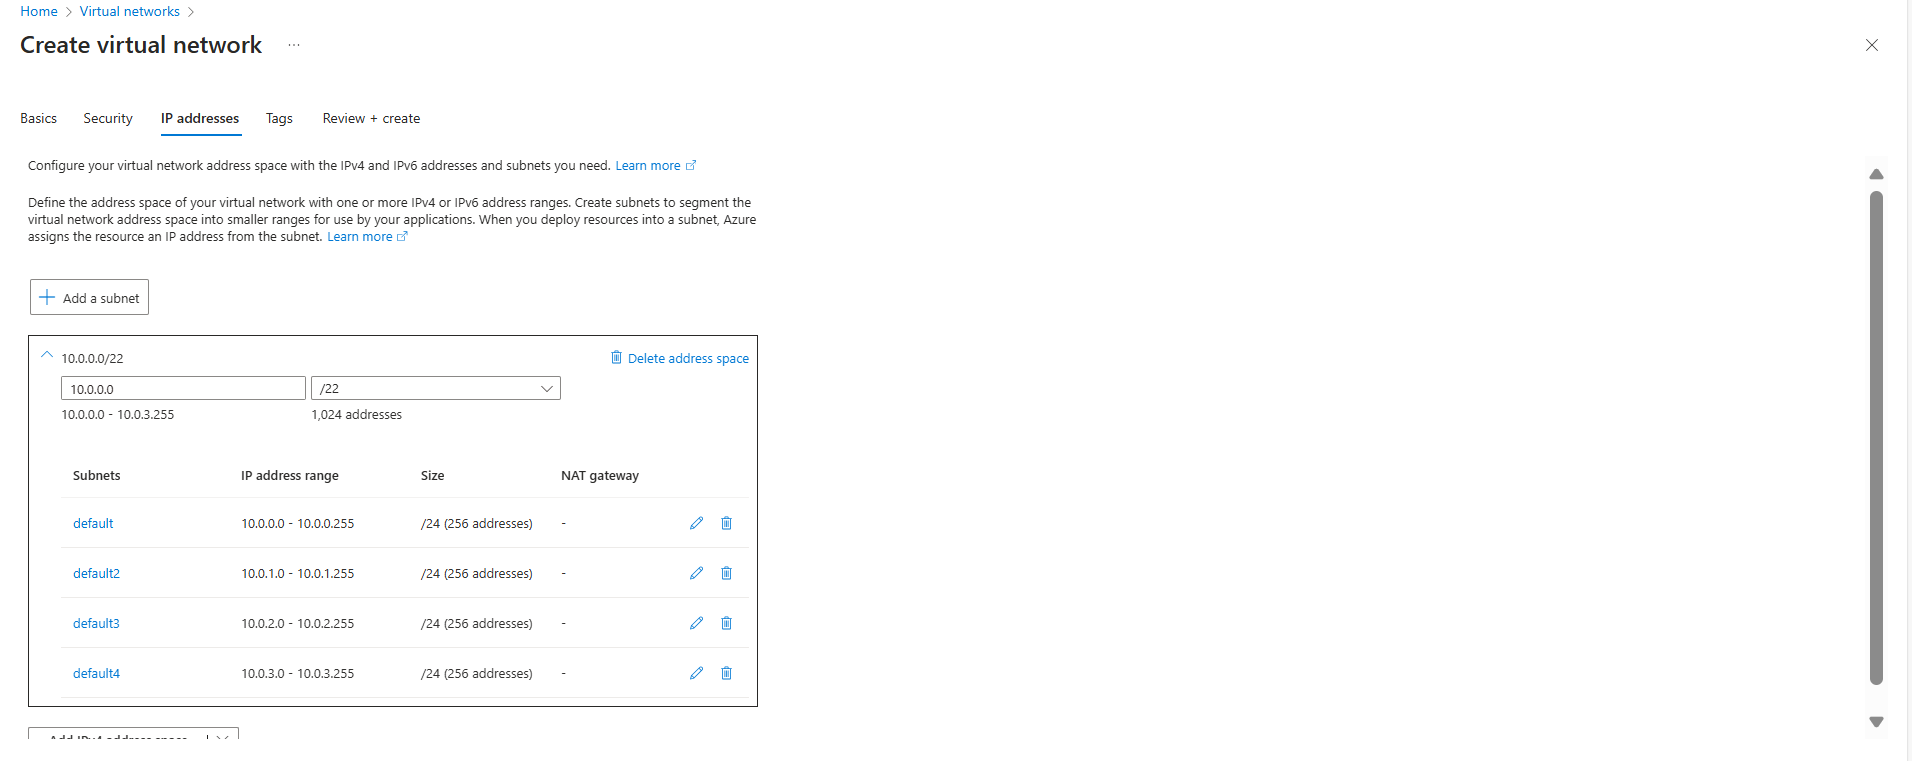 Home > Virtual networks >
Create virtual network ...
Basics Security IP addresses Tags Review + create
Configure your virtual network address space with the IPv4 and IPv6 addresses and subnets you need. Learn more
Define the address space of your virtual network with one or more IPv4 or IPv6 address ranges. Create subnets to segment the
virtual network address space into smaller ranges for use by your applications. When you deploy resources into a subnet, Azure
assigns the resource an IP address from the subnet. Learn more
+ Add a subnet
10.0.0.0/22 Delete address space
10.0.0.0 /22
10.0.0.0 - 10.0.3.255 1,024 addresses
Subnets IP address range Size NAT gateway
default 10.0.0.0 - 10.0.0.255 /24 (256 addresses) -
default2 10.0.1.0 - 10.0.1.255 /24 (256 addresses) -
default3 10.0.2.0 - 10.0.2.255 /24 (256 addresses) -
default4 10.0.3.0 - 10.0.3.255 /24 (256 addresses) -
Add IPv4 address space